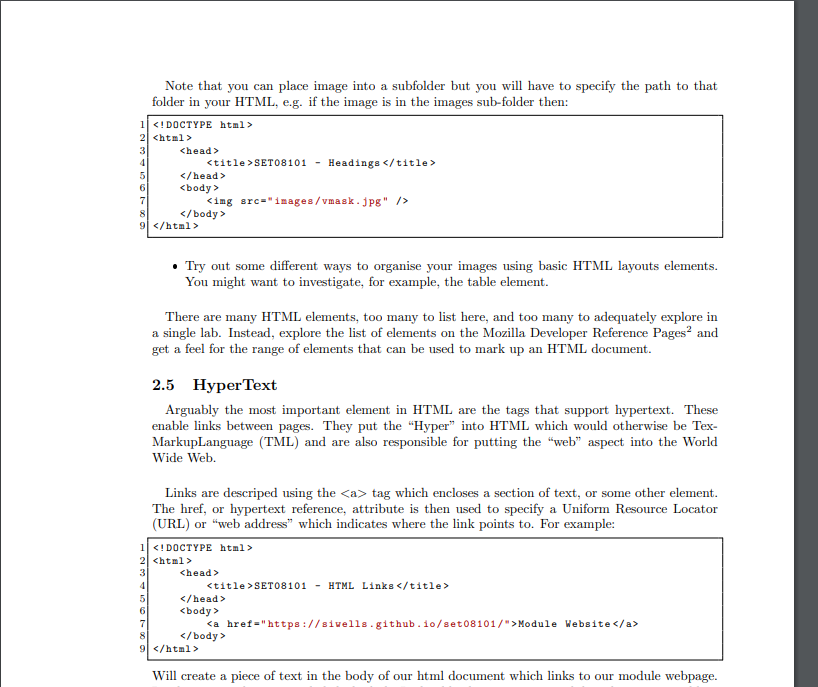 Note that you can place image into a subfolder but you will have to specify the path to that
folder in your HTML, e.g. if the image is in the images sub-folder then:
1 <!DOCTYPE html>
2 <html>
3     <head>
4         <title>SET08101 - Headings</title>
5     </head>
6     <body>
7         <img src="images/vmask.jpg" />
8     </body>
9 </html>
• Try out some different ways to organise your images using basic HTML layouts elements.
You might want to investigate, for example, the table element.
There are many HTML elements, too many to list here, and too many to adequately explore in
a single lab. Instead, explore the list of elements on the Mozilla Developer Reference Pages² and
get a feel for the range of elements that can be used to mark up an HTML document.
2.5 HyperText
Arguably the most important element in HTML are the tags that support hypertext. These
enable links between pages. They put the “Hyper” into HTML which would otherwise be Tex-
MarkupLanguage (TML) and are also responsible for putting the “web” aspect into the World
Wide Web.
Links are descriped using the <a> tag which encloses a section of text, or some other element.
The href, or hypertext reference, attribute is then used to specify a Uniform Resource Locator
(URL) or “web address” which indicates where the link points to. For example:
1 <!DOCTYPE html>
2 <html>
3     <head>
4         <title>SET08101 - HTML Links</title>
5     </head>
6     <body>
7         <a href="https://siwells.github.io/set08101/">Module Website</a>
8     </body>
9 </html>
Will create a piece of text in the body of our html document which links to our module webpage.